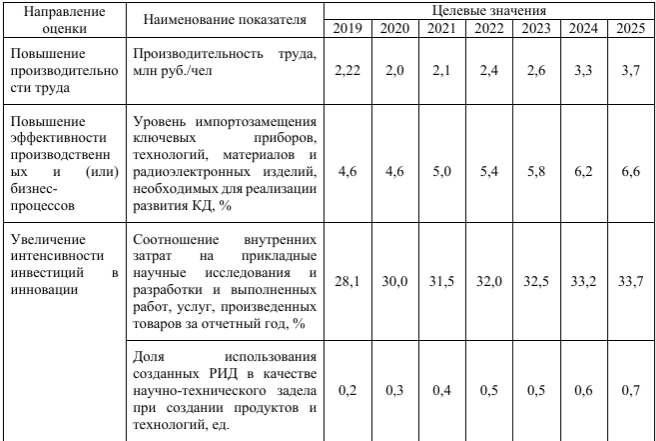 Направление оценки Наименование показателя Целевые значения
2019 2020 2021 2022 2023 2024 2025
Повышение
производительно
сти труда
Производительность труда,
млн руб./чел
2,22 2,0 2,1 2,4 2,6 3,3 3,7
Повышение
эффективности
производственн
ых и (или)
бизнес-
процессов
Уровень импортозамещения
ключевых приборов,
технологий, материалов и
радиоэлектронных изделий,
необходимых для реализации
развития КД, %
4,6 4,6 5,0 5,4 5,8 6,2 6,6
Увеличение
интенсивности
инвестиций в
инновации
Соотношение внутренних
затрат на прикладные
научные исследования и
разработки и выполненных
работ, услуг, произведенных
товаров за отчетный год, %
28,1 30,0 31,5 32,0 32,5 33,2 33,7
Доля использования
созданных РИД в качестве
научно-технического задела
при создании продуктов и
технологий, ед.
0,2 0,3 0,4 0,5 0,5 0,6 0,7